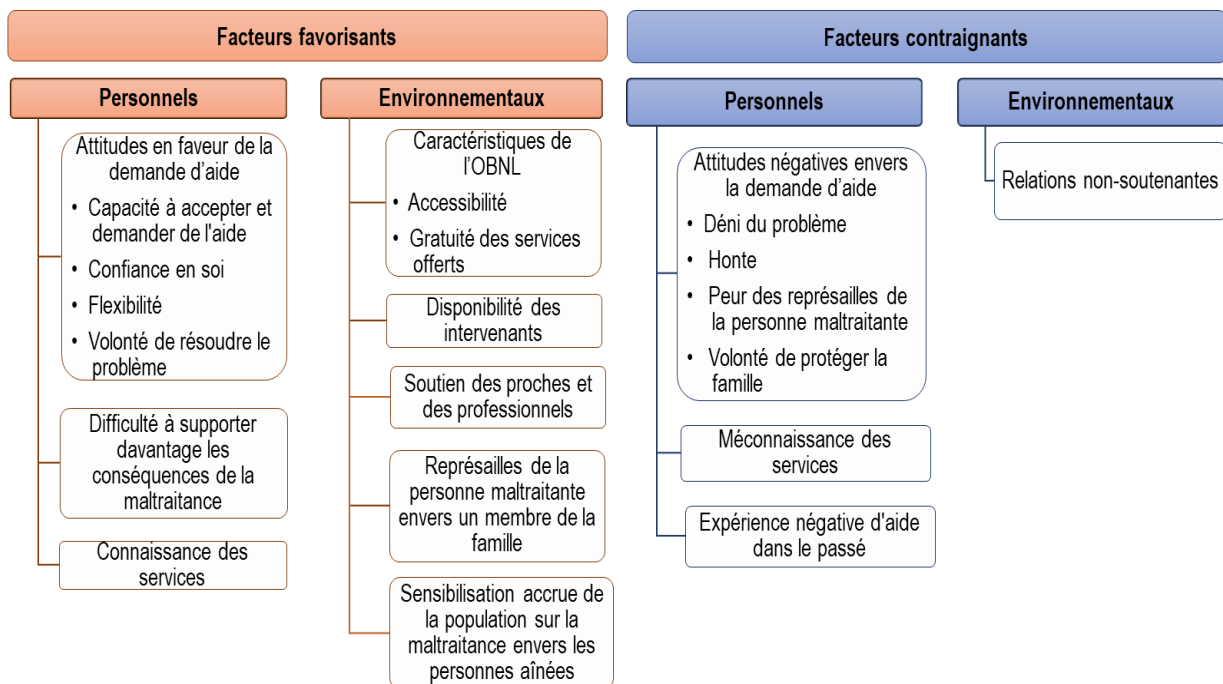 Facteurs favorisants
Personnels
Attitudes en faveur de la
demande d’aide
• Capacité à accepter et
demander de l'aide
• Confiance en soi
• Flexibilité
• Volonté de résoudre le
problème
Difficulté à supporter
davantage les
conséquences de la
maltraitance
Connaissance des
services
Environnementaux
Caractéristiques de
l’OBNL
• Accessibilité
• Gratuité des services
offerts
Disponibilité des
intervenants
Soutien des proches et
des professionnels
Représailles de la
personne maltraitante
envers un membre de la
famille
Sensibilisation accrue de
la population sur la
maltraitance envers les
personnes aînées
Facteurs contraignants
Personnels
Attitudes négatives envers
la demande d’aide
• Déni du problème
• Honte
• Peur des représailles de
la personne maltraitante
• Volonté de protéger la
famille
Méconnaissance des
services
Expérience négative d'aide
dans le passé
Environnementaux
Relations non-soutenantes